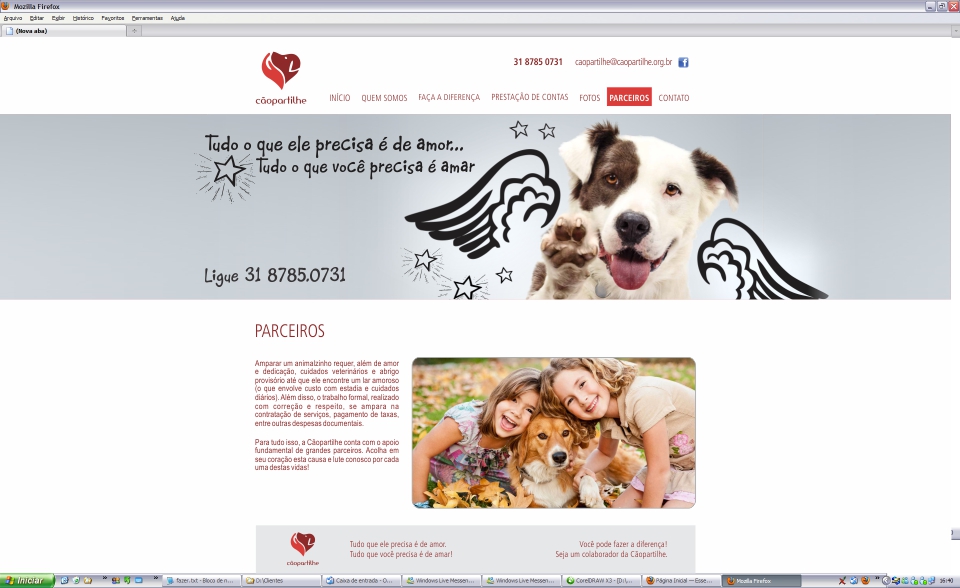 Mozilla Firefox
Arquivo Editar Exibir Histórico Favoritos Ferramentas Ajuda
(Nova aba)
31 8785 0731 caopartilhe@caopartilhe.org.br
cãopartilhe
INÍCIO QUEM SOMOS FAÇA A DIFERENÇA PRESTAÇÃO DE CONTAS FOTOS PARCEIROS CONTATO
Tudo o que ele precisa é de amor...
Tudo o que você precisa é amar
Ligue 31 8785.0731
PARCEIROS
Amparar um animalzinho requer, além de amor
e dedicação, cuidados veterinários e abrigo
provisório até que ele encontre um lar amoroso
(o que envolve custo com estadia e cuidados
diários). Além disso, o trabalho formal, realizado
com correção e respeito, se ampara na
contratação de serviços, pagamento de taxas,
entre outras despesas documentais.
Para tudo isso, a Cãopartilhe conta com o apoio
fundamental de grandes parceiros. Acolha em
seu coração esta causa e lute conosco por cada
uma destas vidas!
cãopartilhe
Tudo que ele precisa é de amor.
Tudo que você precisa é de amar!
Você pode fazer a diferença!
Seja um colaborador da Cãopartilhe.
Iniciar
fazer.txt - Bloco de n...
D:\Clientes
Caixa de entrada - O...
Windows Live Messen...
Windows Live Messen...
CorelDRAW X3 - [D:\...
Página Inicial — Esse...
Mozilla Firefox
16:40